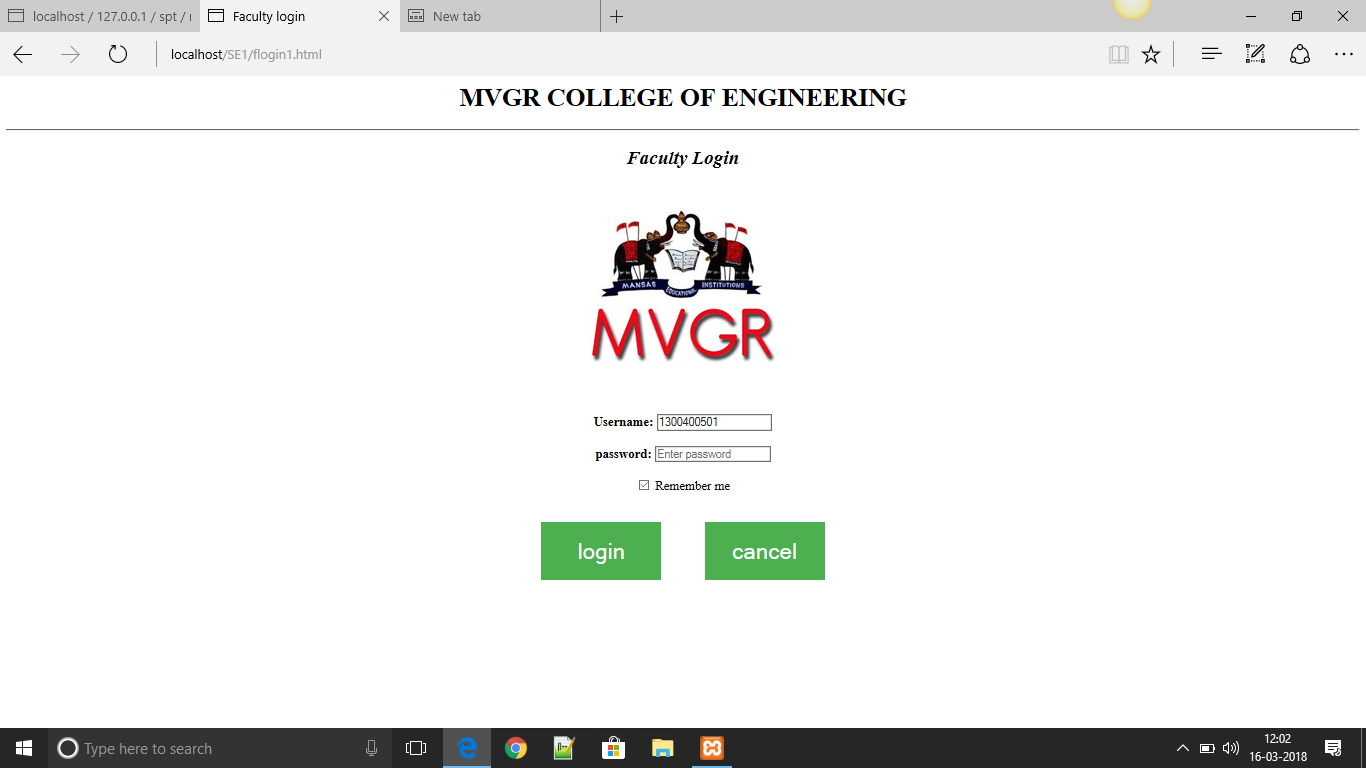 localhost / 127.0.0.1 / spt / 
Faculty login
New tab
localhost/SE1/flogin1.html
MVGR COLLEGE OF ENGINEERING
Faculty Login
MANSAS EDUCATIONAL INSTITUTIONS
MVGR
Username: 1300400501
password: Enter password
Remember me
login cancel
Type here to search
12:02
16-03-2018